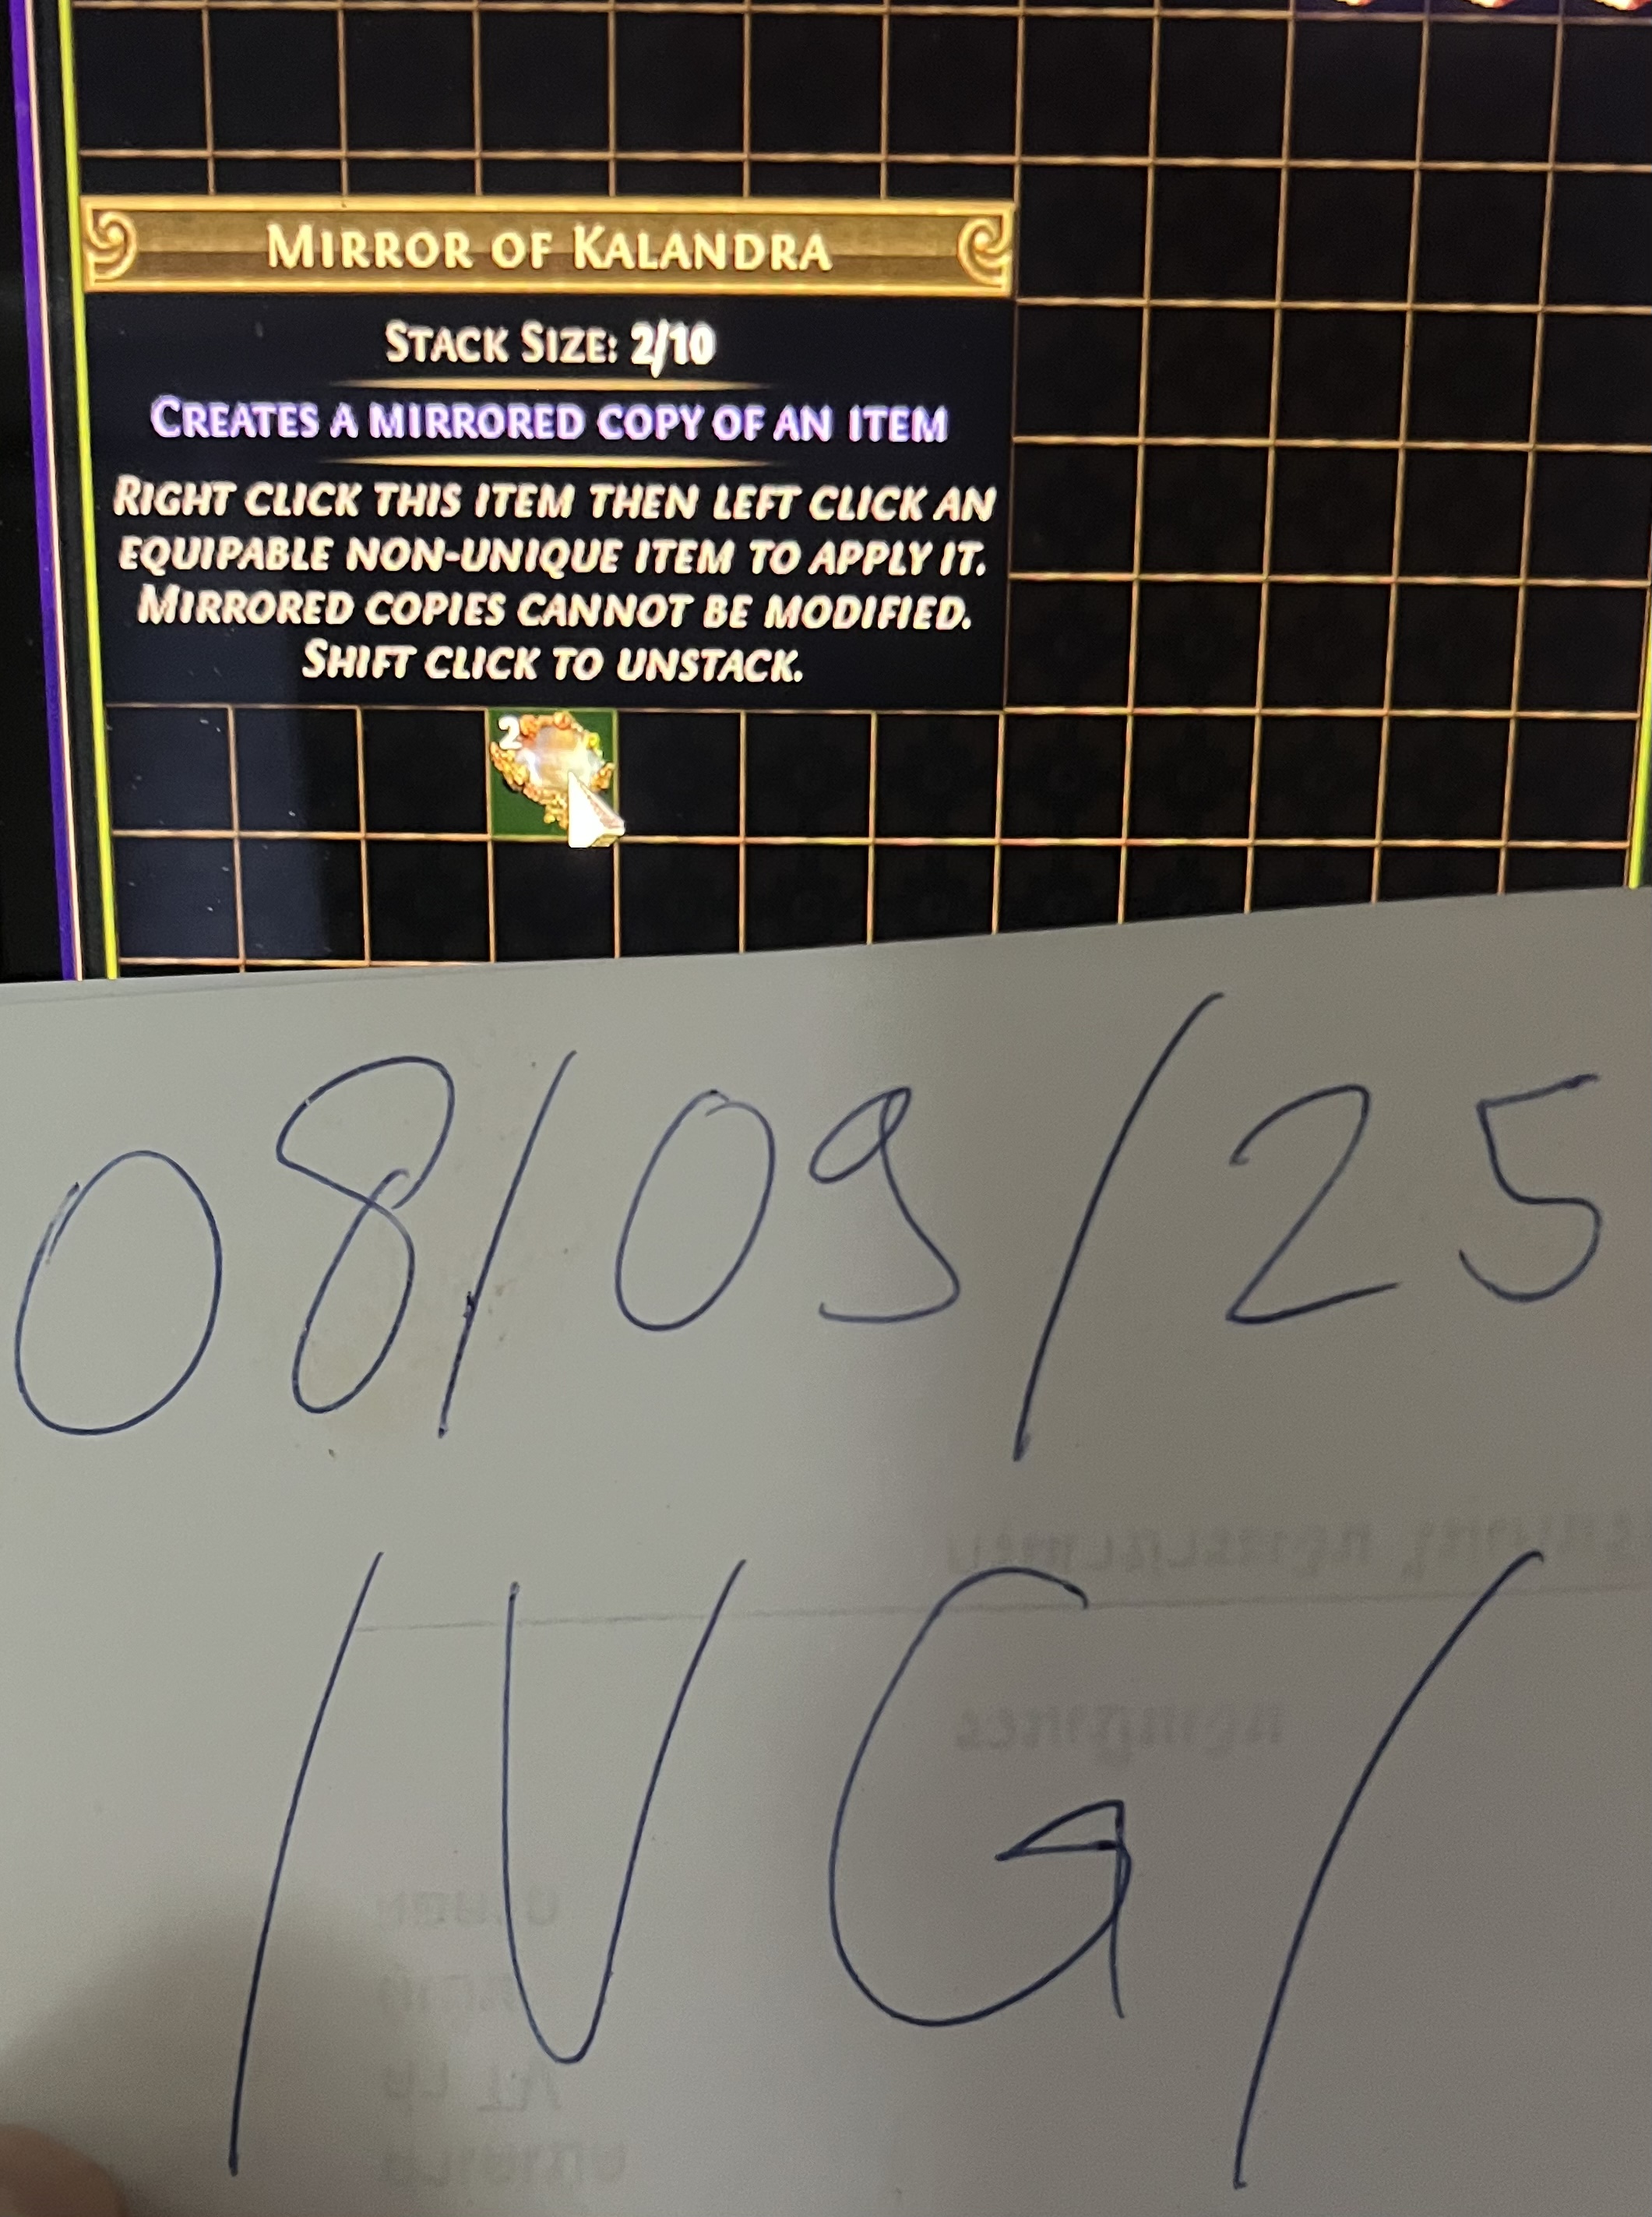 MIRROR OF KALANDRA
STACK SIZE: 2/10
CREATES A MIRRORED COPY OF AN ITEM
RIGHT CLICK THIS ITEM THEN LEFT CLICK AN
EQUIPABLE NON-UNIQUE ITEM TO APPLY IT.
MIRRORED COPIES CANNOT BE MODIFIED.
SHIFT CLICK TO UNSTACK.
2
08/09/25
/VG/